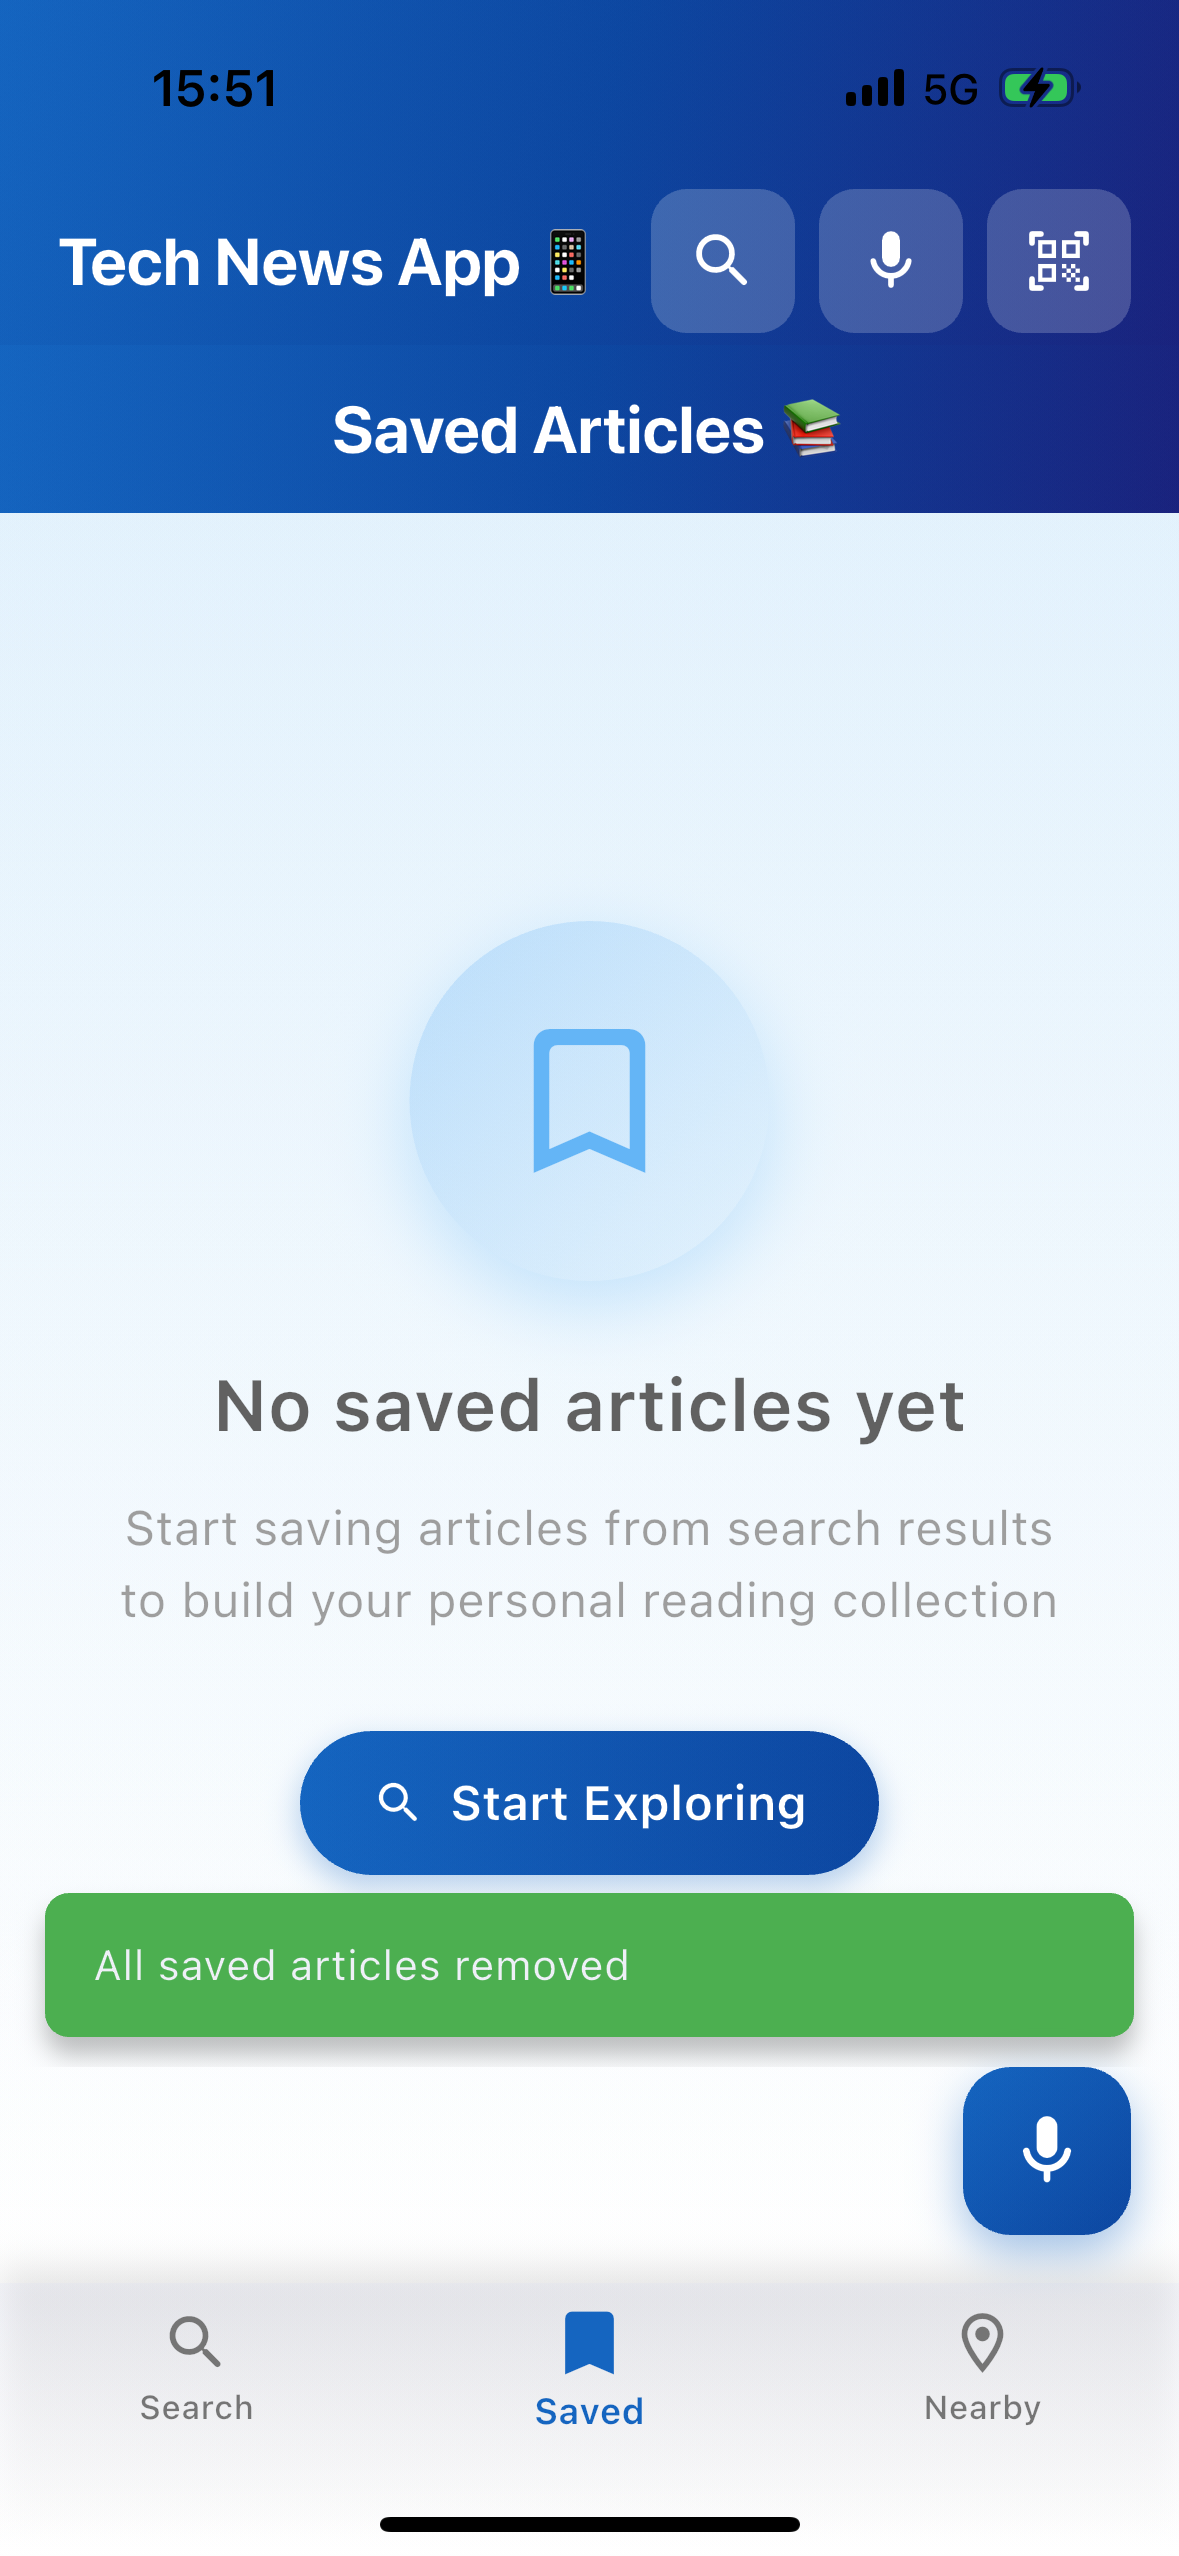 15:51
5G
Tech News App 📱
Saved Articles 📚
No saved articles yet
Start saving articles from search results
to build your personal reading collection
Start Exploring
All saved articles removed
Search
Saved
Nearby